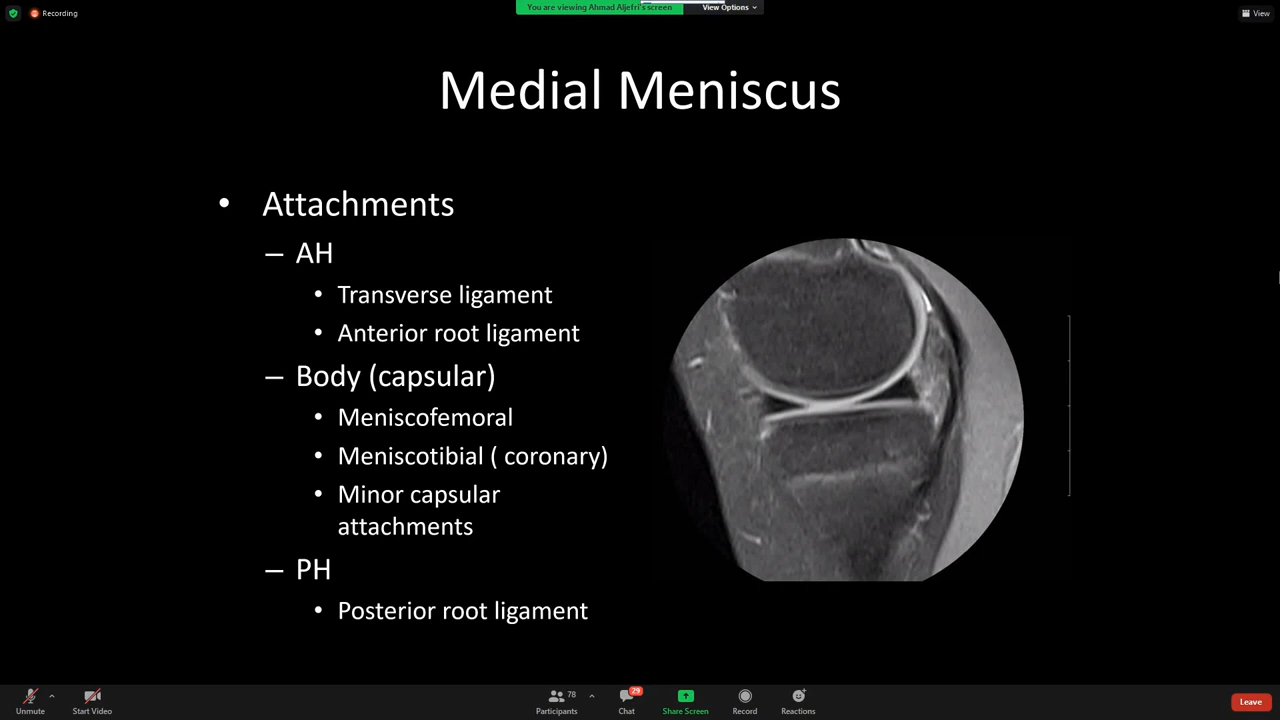 Recording
You are viewing Ahmad Aljefri's screen
View Options
View
Medial Meniscus
• Attachments
– AH
• Transverse ligament
• Anterior root ligament
– Body (capsular)
• Meniscofemoral
• Meniscotibial ( coronary)
• Minor capsular
attachments
– PH
• Posterior root ligament
Unmute
Start Video
78
Participants
29
Chat
Share Screen
Record
Reactions
Leave